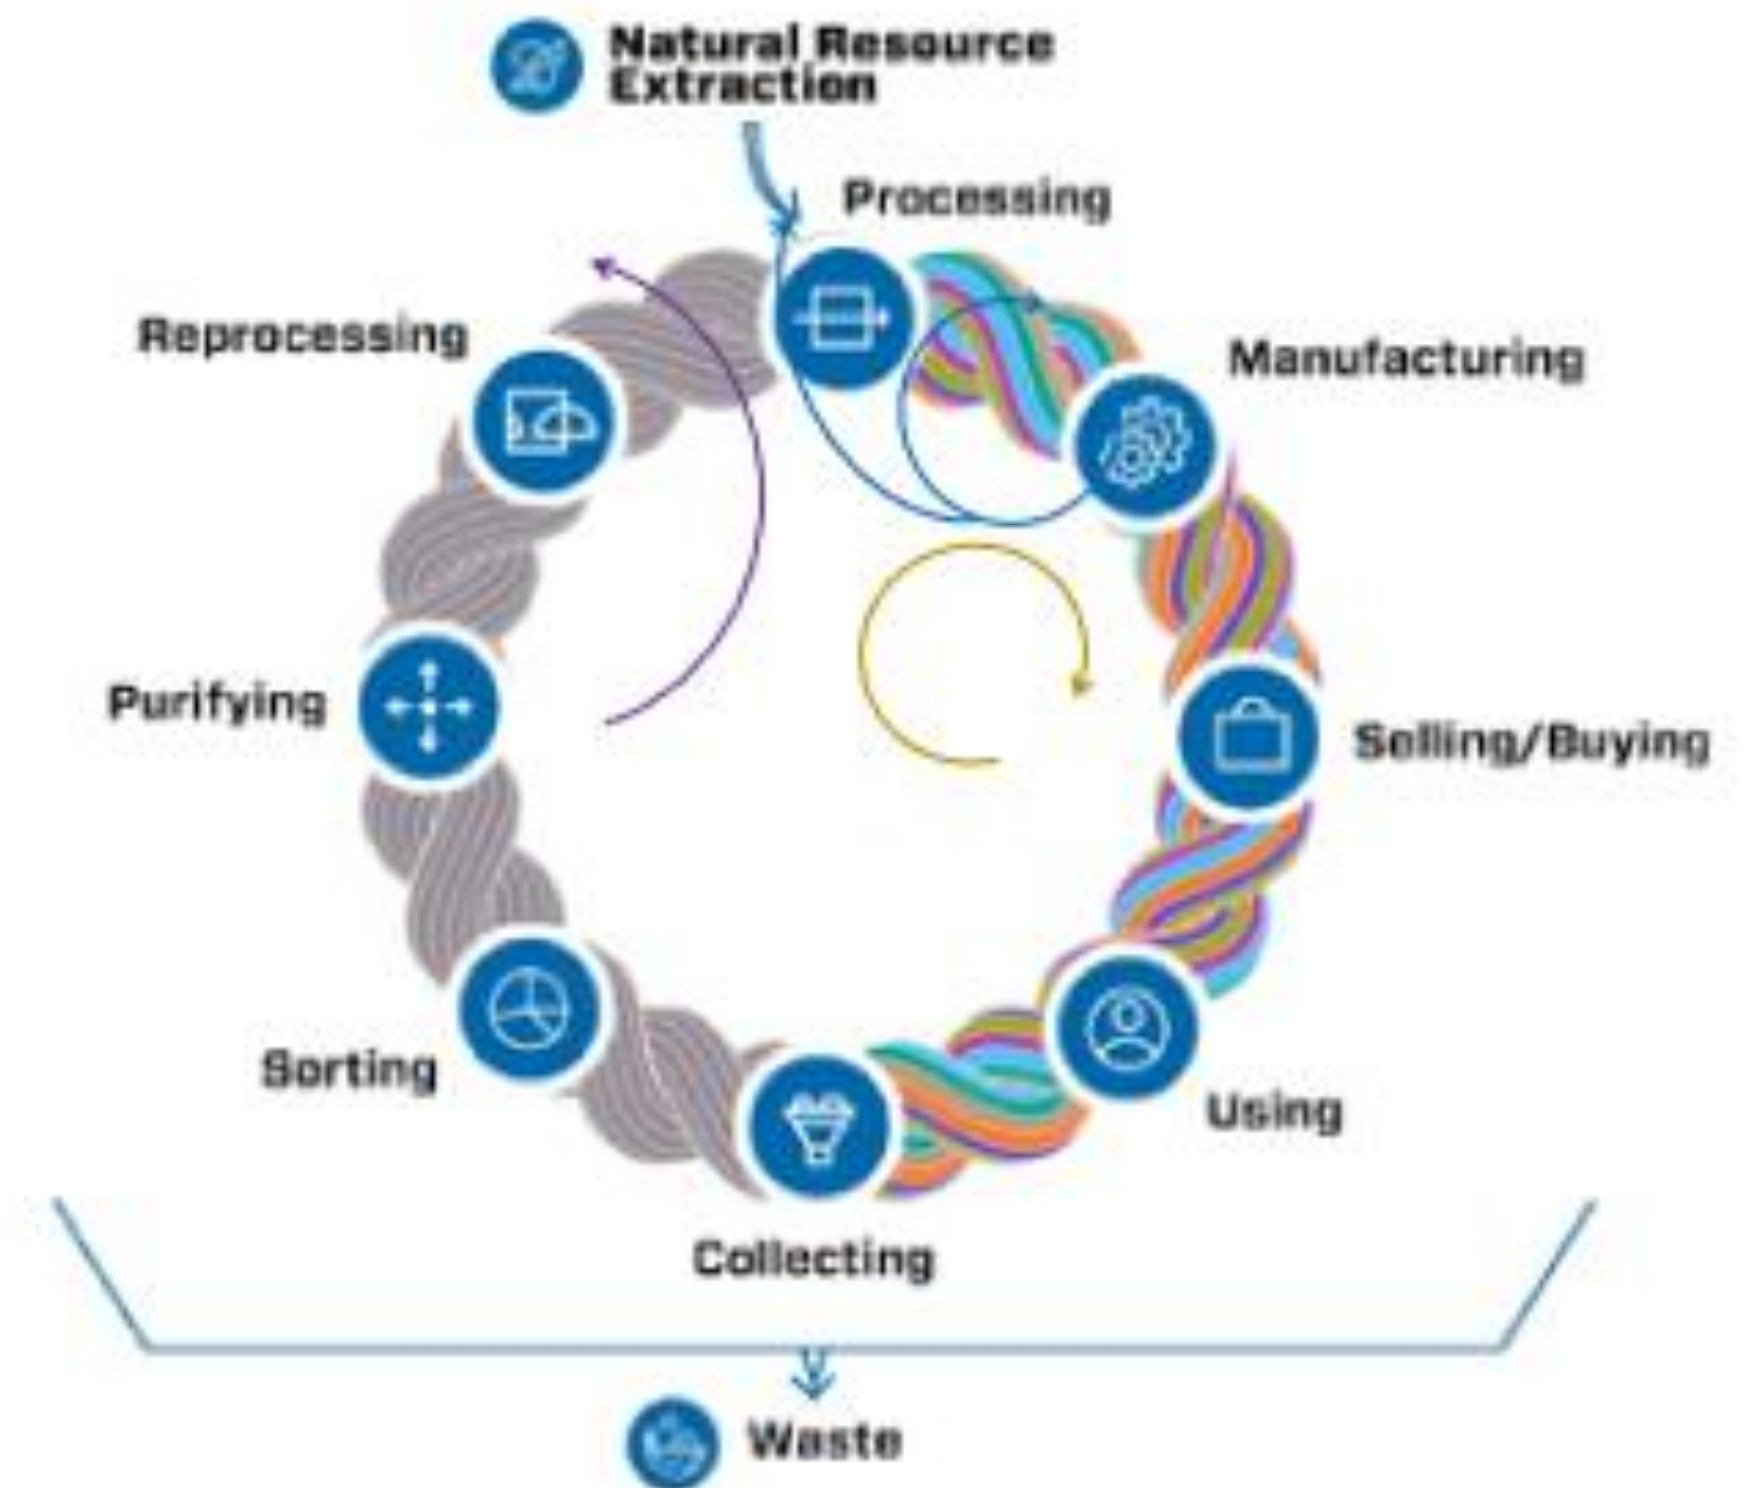 Natural Resource
Extraction
Processing
Reprocessing
Manufacturing
Purifying
Selling/Buying
Sorting
Using
Collecting
Waste